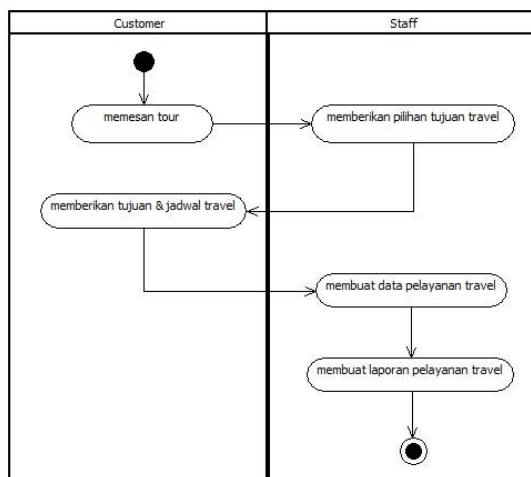 Customer
Staff
memesan tour
memberikan pilihan tujuan travel
memberikan tujuan & jadwal travel
membuat data pelayanan travel
membuat laporan pelayanan travel